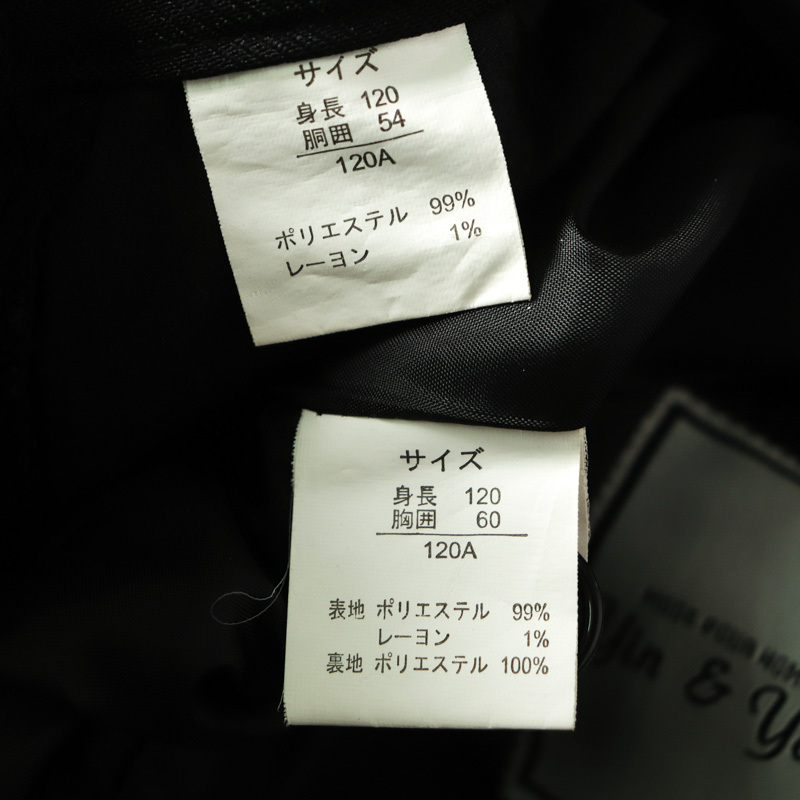 サイズ
身長 120
胴囲 54
120A
ポリエステル 99%
レーヨン 1%
サイズ
身長 120
胸囲 60
120A
表地 ポリエステル 99%
レーヨン 1%
裏地 ポリエステル 100%
POUR
&